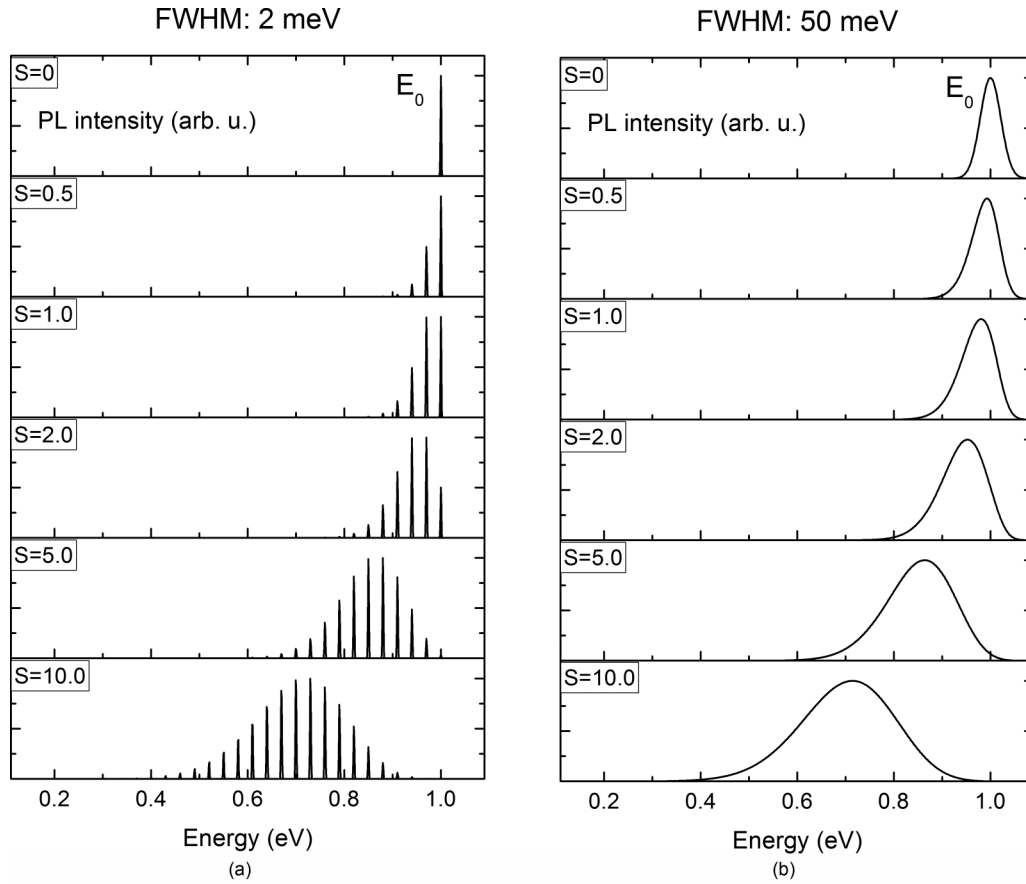 FWHM: 2 meV
S=0
E0
PL intensity (arb. u.)
S=0.5
S=1.0
S=2.0
S=5.0
S=10.0
0.2 0.4 0.6 0.8 1.0
Energy (eV)
(a)
FWHM: 50 meV
S=0
E0
PL intensity (arb. u.)
S=0.5
S=1.0
S=2.0
S=5.0
S=10.0
0.2 0.4 0.6 0.8 1.0
Energy (eV)
(b)